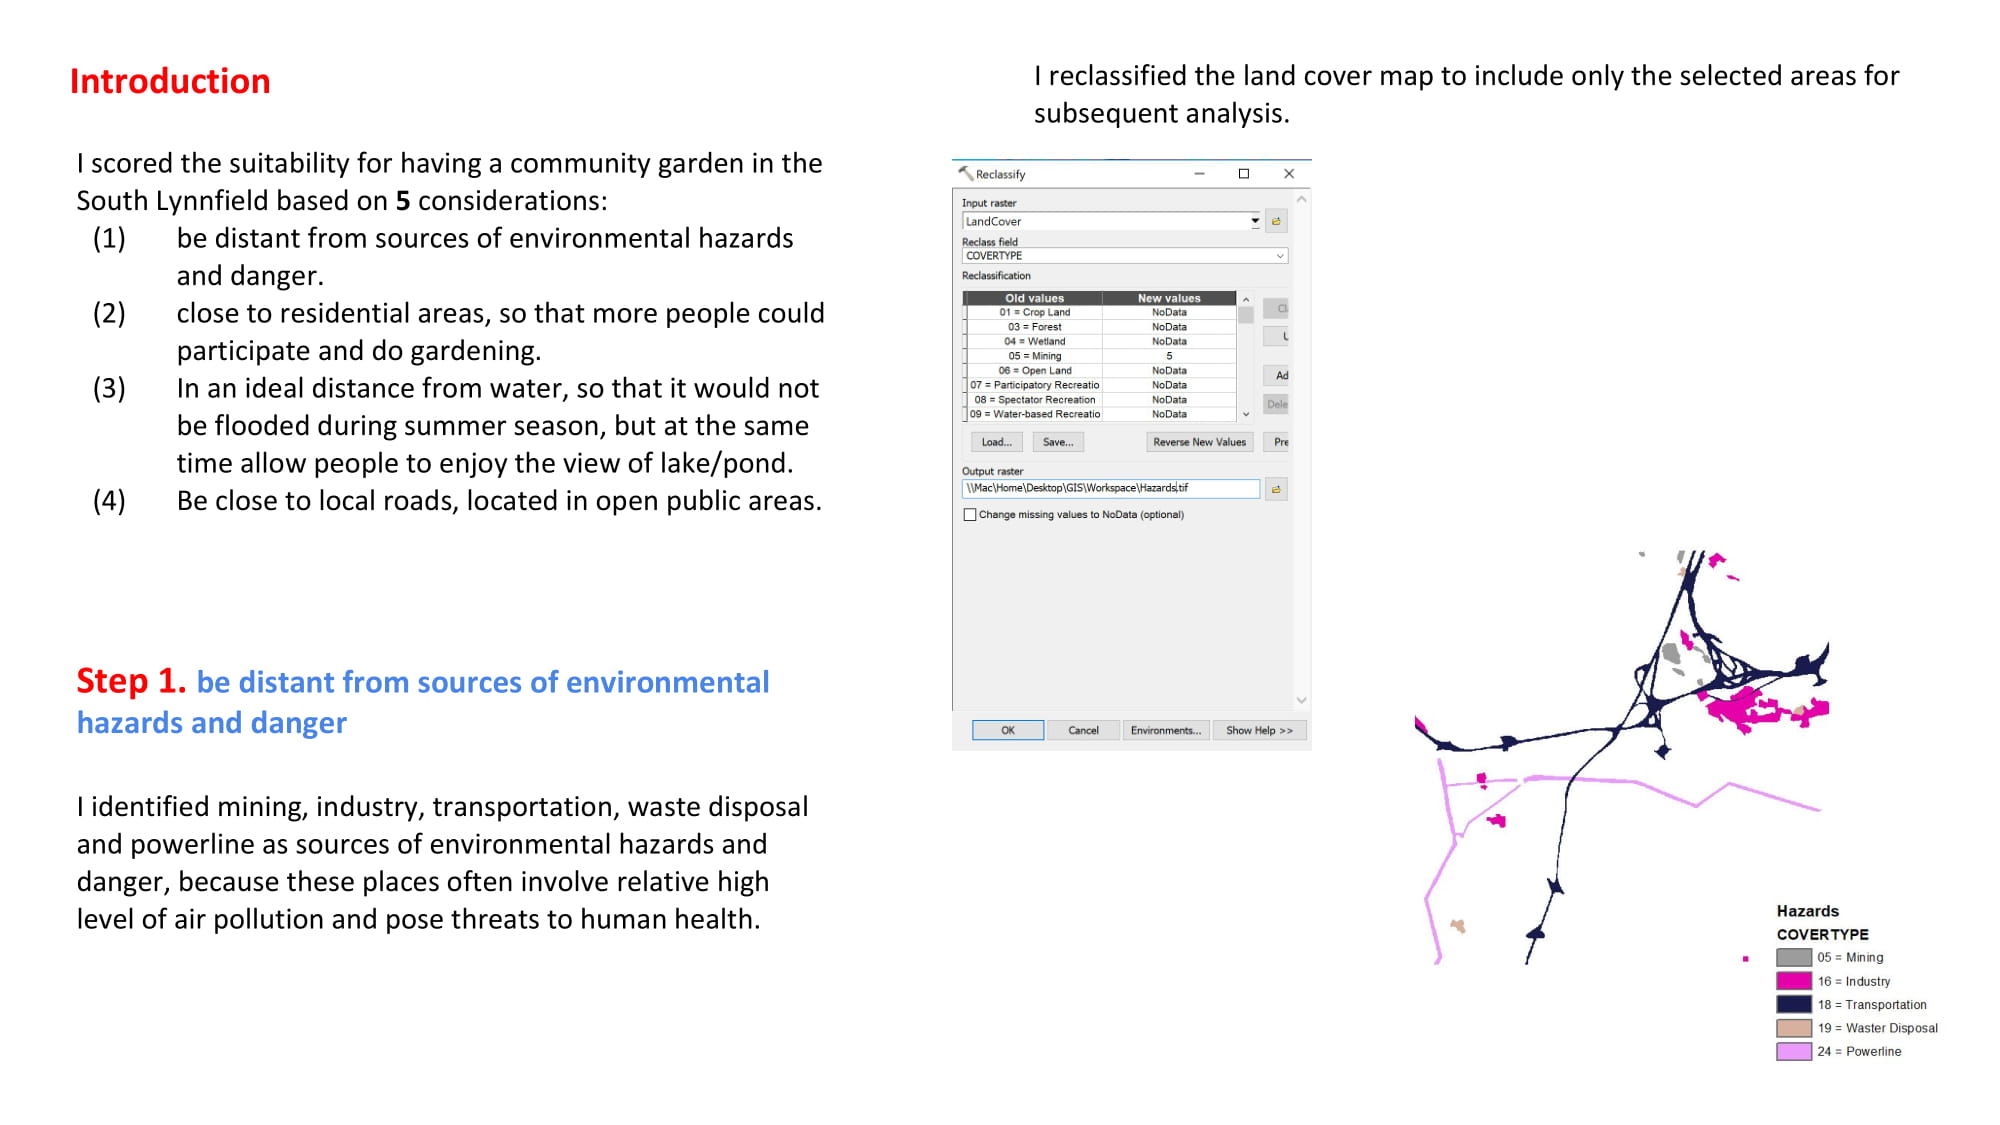 Introduction
I scored the suitability for having a community garden in the
South Lynnfield based on 5 considerations:
(1) be distant from sources of environmental hazards
and danger.
(2) close to residential areas, so that more people could
participate and do gardening.
(3) In an ideal distance from water, so that it would not
be flooded during summer season, but at the same
time allow people to enjoy the view of lake/pond.
(4) Be close to local roads, located in open public areas.
Step 1. be distant from sources of environmental
hazards and danger
I identified mining, industry, transportation, waste disposal
and powerline as sources of environmental hazards and
danger, because these places often involve relative high
level of air pollution and pose threats to human health.
I reclassified the land cover map to include only the selected areas for
subsequent analysis.
Reclassify
Input raster
LandCover
Reclass field
COVERTYPE
Reclassification
Old values New values
01 = Crop Land NoData
03 = Forest NoData
04 = Wetland NoData
05 = Mining 5
06 = Open Land NoData
07 = Participatory Recreatio NoData
08 = Spectator Recreation NoData
09 = Water-based Recreatio NoData
Cl
U
Ad
Dele
Load... Save... Reverse New Values Pre
Output raster
\\Mac\Home\Desktop\GIS\Workspace\Hazards.tif
Change missing values to NoData (optional)
OK Cancel Environments... Show Help >>
Hazards
COVERTYPE
05 = Mining
16 = Industry
18 = Transportation
19 = Waster Disposal
24 = Powerline